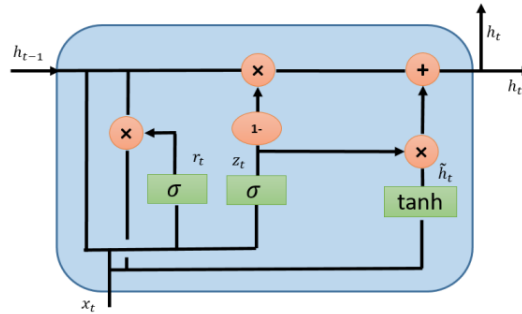 h_t
h_{t-1}
×
+
h_t
1-
×
r_t
z_t
×
h̃_t
σ
σ
tanh
x_t